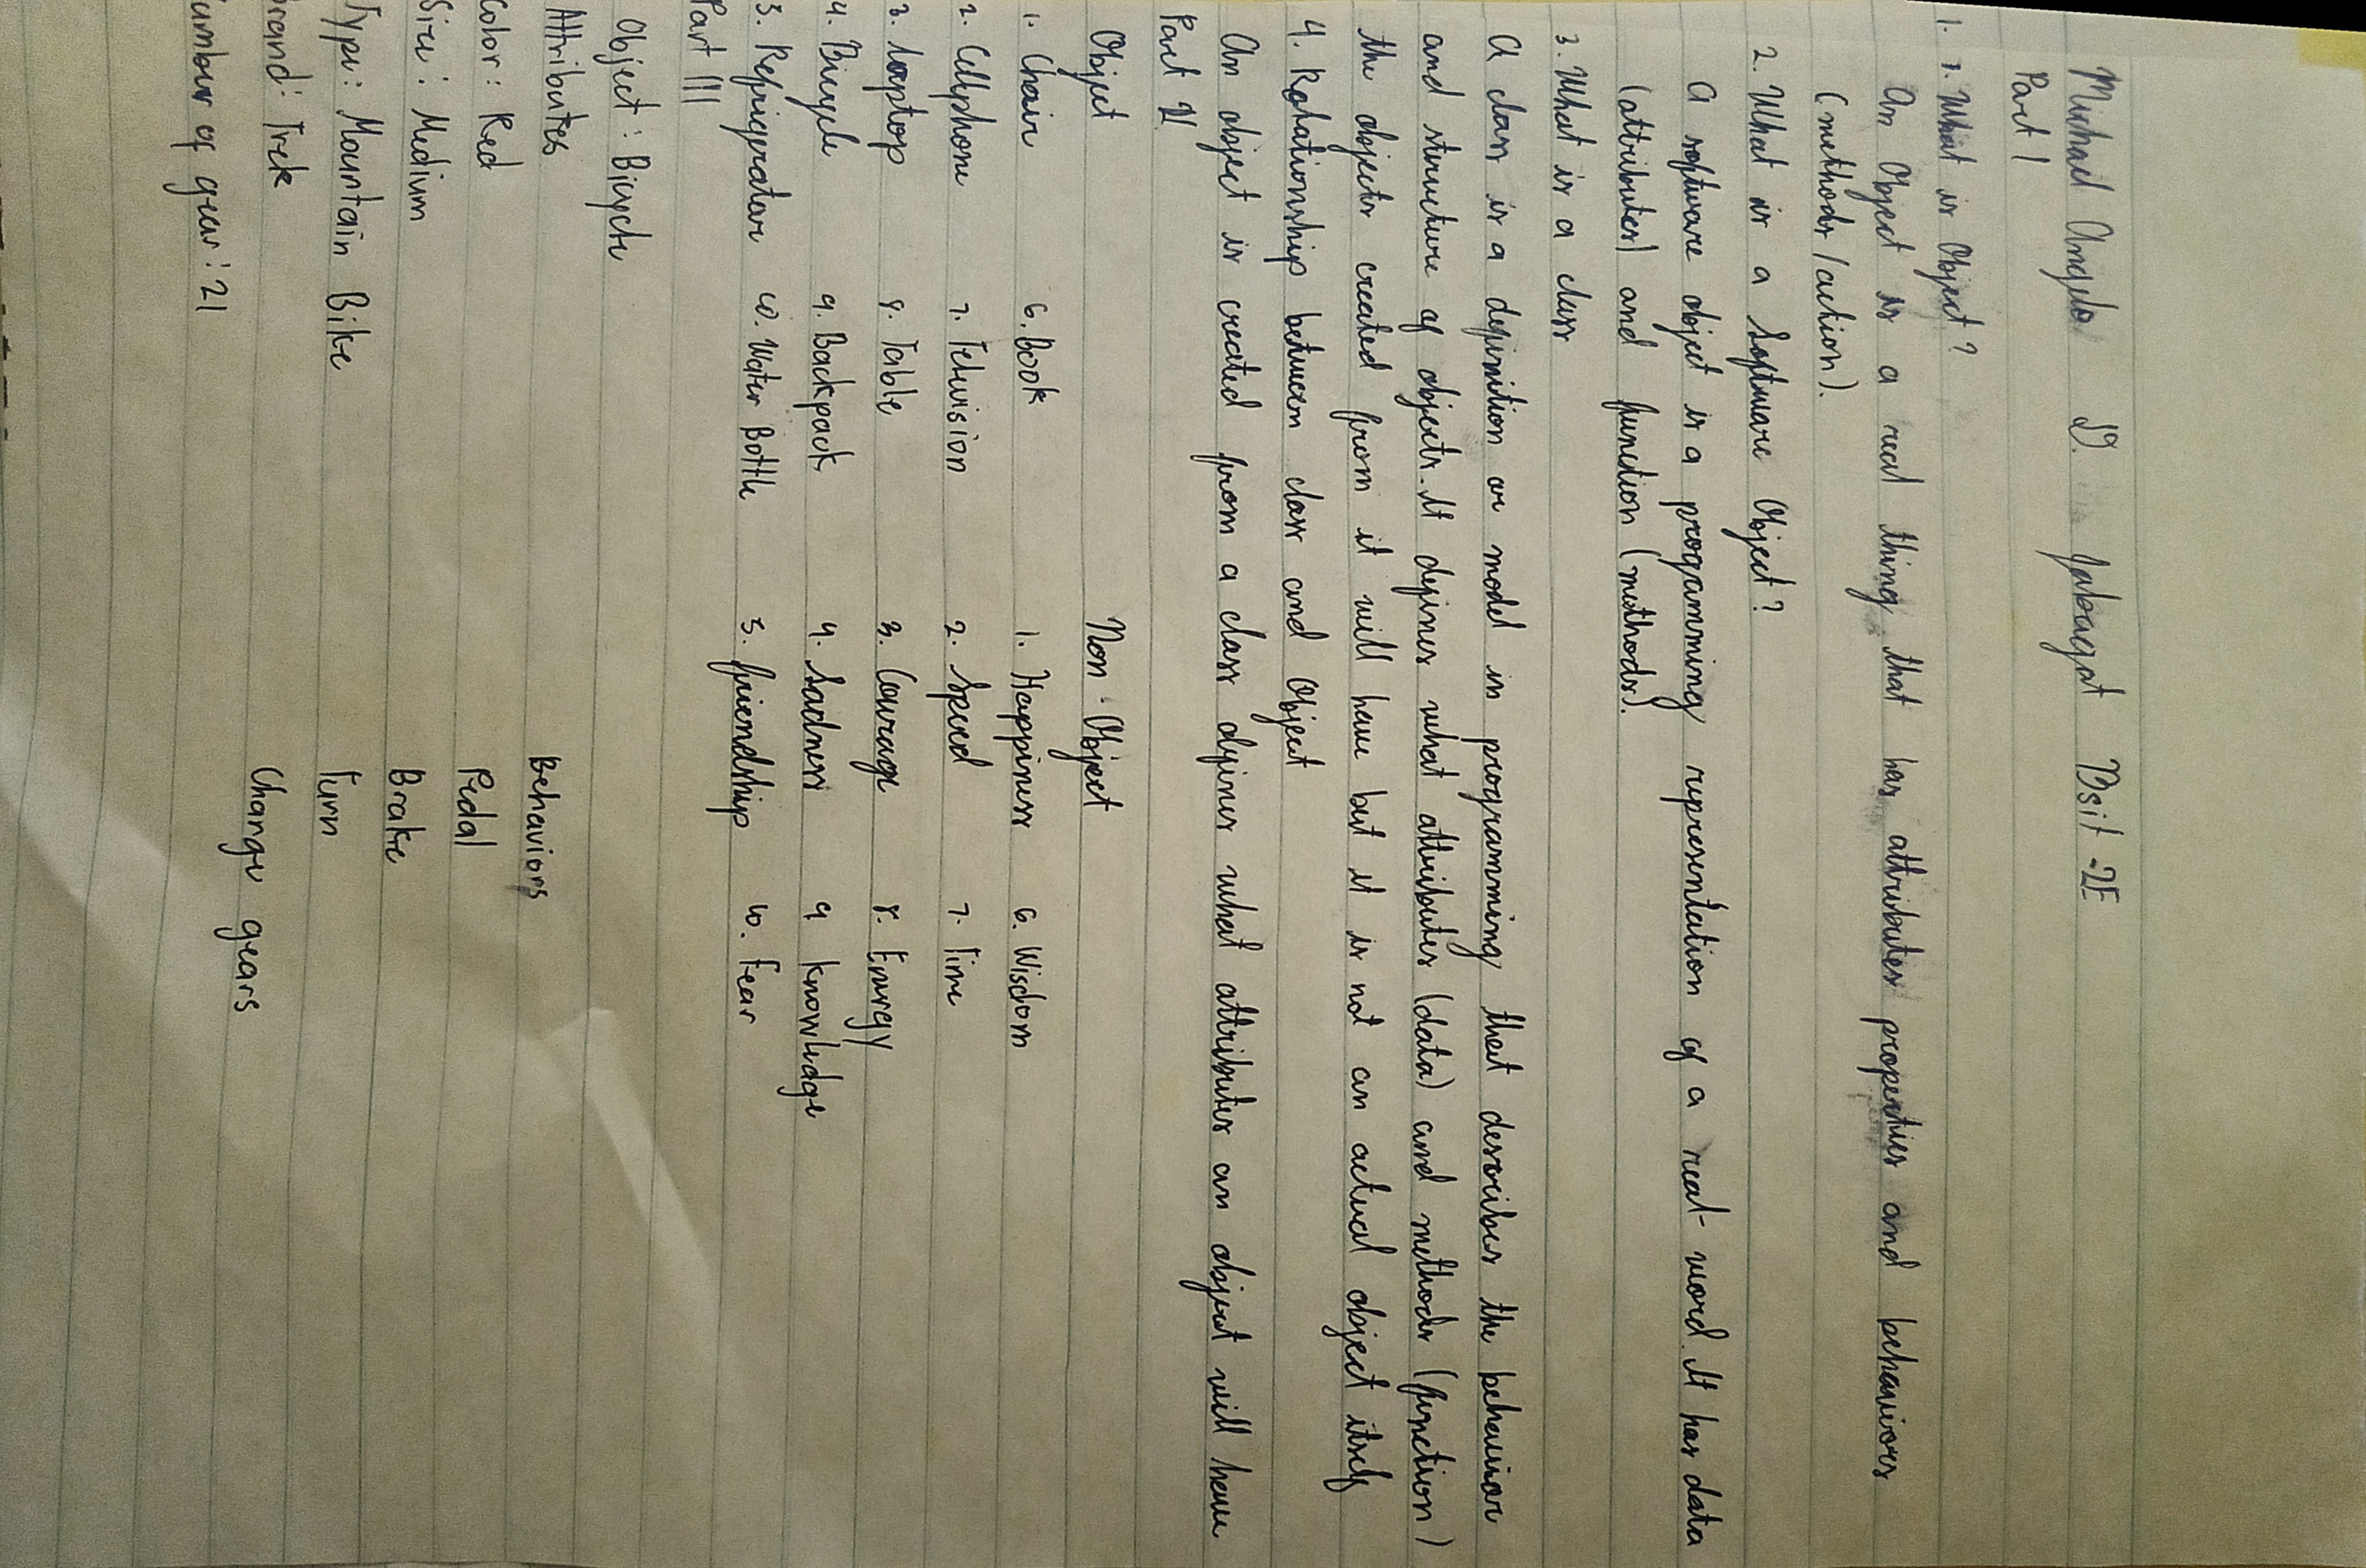 Michael Angelo D. Jabagat Bsit-2F
Part I
1. 1. What is Object?
An Object is a real thing that has attributes properties and behaviors
(methods/action).
2. What is a Software Object?
A software object is a programming representation of a real-word. It has data
(attributes) and function (methods).
3. What is a class
A class is a definition or model in programming that describes the behavior
and structure of objects. It defines what attributes (data) and methods (function)
the objects created from it will have but it is not an actual object itself
4. Relationship between class and Object
An object is created from a class defines what attributes an object will have
Part II
Object Non-Object
1. Chair 6. Book 1. Happiness 6. Wisdom
2. Cellphone 7. Television 2. Speed 7. Time
3. Laptop 8. Table 3. Courage 8. Energy
4. Bicycle 9. Backpack 4. Sadness 9 Knowledge
5. Refrigerator 10. Water Bottle 5. friendship 10. Fear
Part III
Object: Bicycle
Attributes Behaviors
Color: Red Pedal
Size: Medium Brake
Type: Mountain Bike Turn
Brand: Trek Change gears
Number of gear: 21